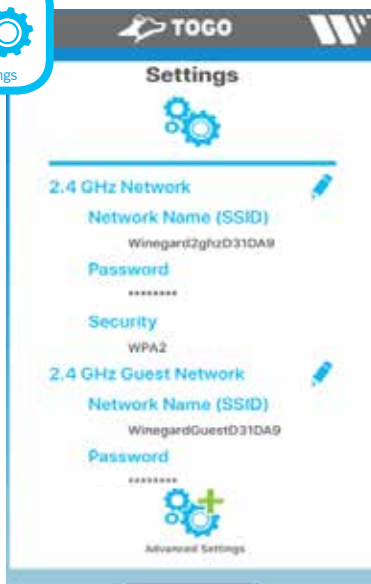 ngs
TOGO
Settings
2.4 GHz Network
Network Name (SSID)
Winegard2ghzD31DA9
Password
********
Security
WPA2
2.4 GHz Guest Network
Network Name (SSID)
WinegardGuestD31DA9
Password
********
Advanced Settings